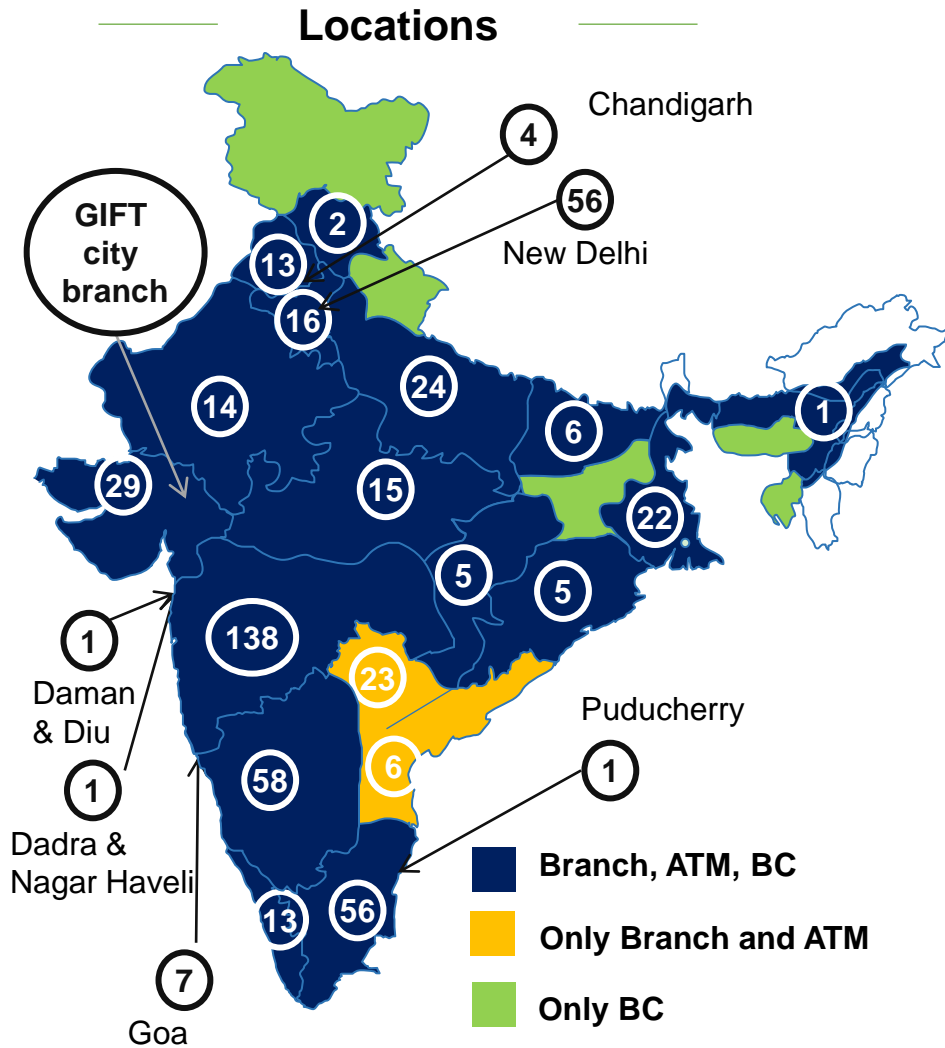 Locations
Chandigarh
4
GIFT
city
branch
56
2
New Delhi
13
16
24
14
1
6
29
15
22
5
5
138
1
23
Daman
& Diu
Puducherry
6
1
58
1
Dadra &
Nagar Haveli
Branch, ATM, BC
56
13
Only Branch and ATM
7
Only BC
Goa